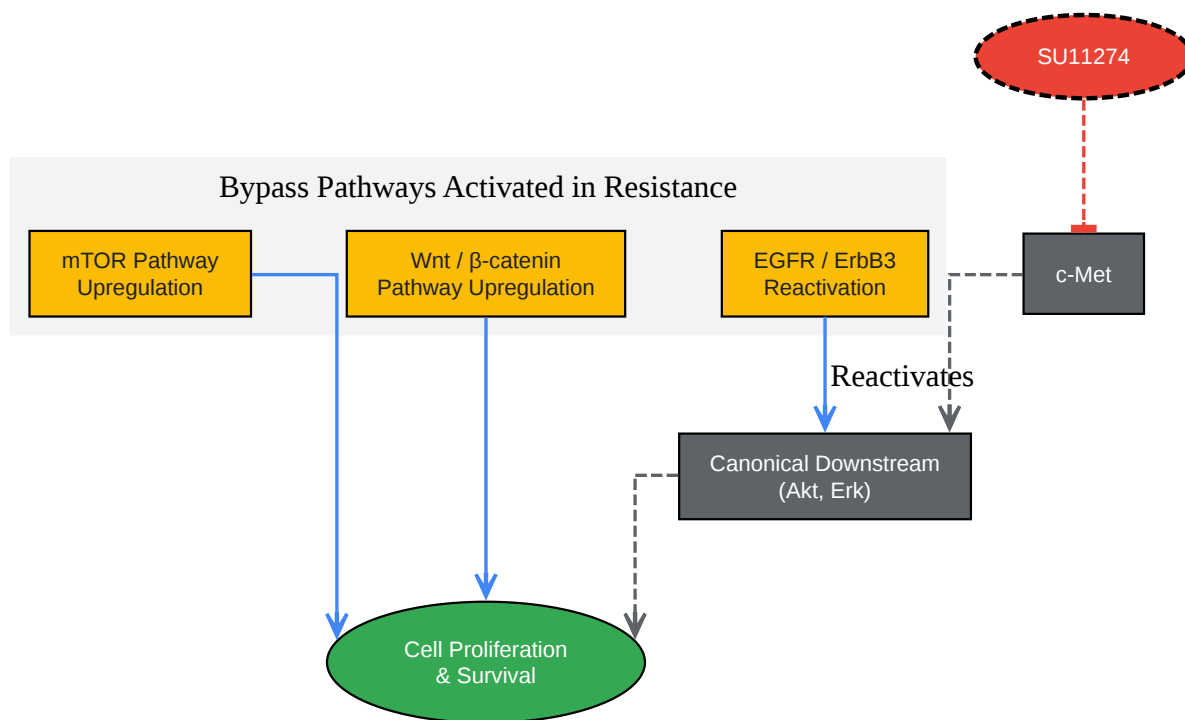 SU11274
Bypass Pathways Activated in Resistance
mTOR Pathway
Upregulation
Wnt / β-catenin
Pathway Upregulation
EGFR / ErbB3
Reactivation
c-Met
Reactivates
Canonical Downstream
(Akt, Erk)
Cell Proliferation
& Survival